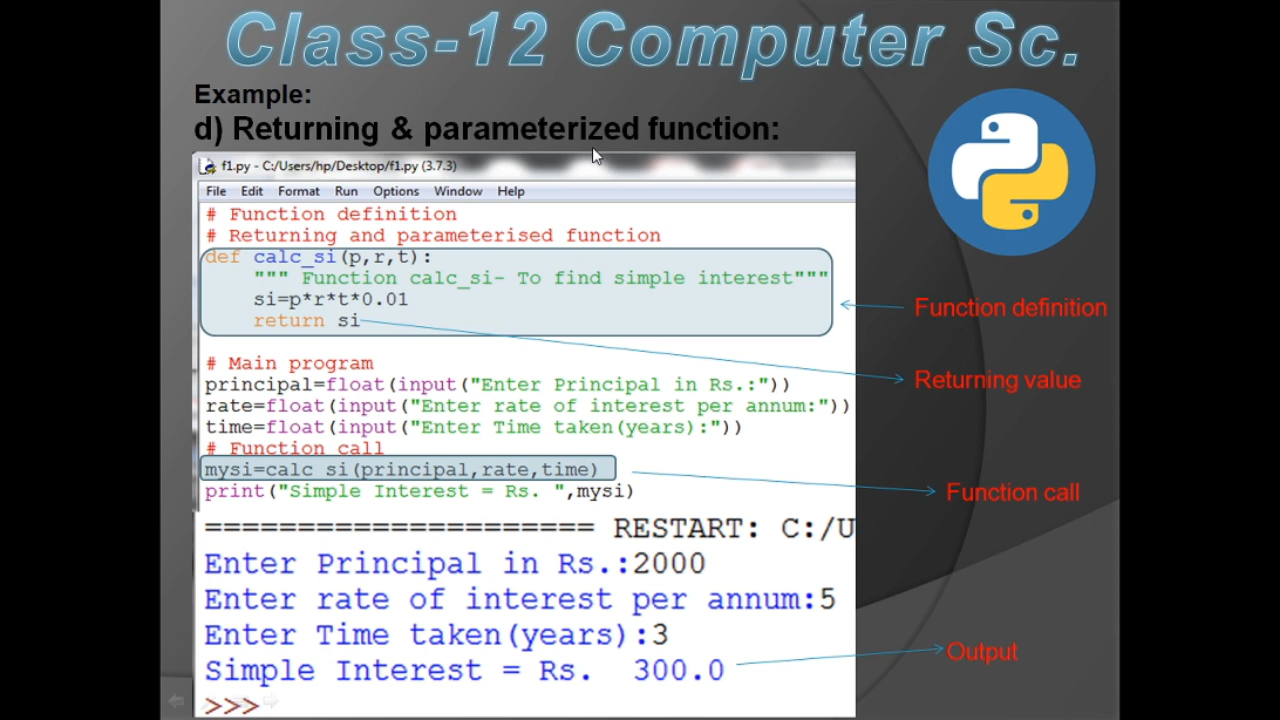 Class-12 Computer Sc.
Example:
d) Returning & parameterized function:
f1.py - C:/Users/hp/Desktop/f1.py (3.7.3)
File Edit Format Run Options Window Help
# Function definition
# Returning and parameterised function
def calc_si(p,r,t):
    """ Function calc_si- To find simple interest"""
    si=p*r*t*0.01
    return si
Function definition
Returning value
# Main program
principal=float(input("Enter Principal in Rs.:"))
rate=float(input("Enter rate of interest per annum:"))
time=float(input("Enter Time taken(years):"))
# Function call
mysi=calc_si(principal,rate,time)
print("Simple Interest = Rs. ",mysi)
Function call
===================== RESTART: C:/U
Enter Principal in Rs.:2000
Enter rate of interest per annum:5
Enter Time taken(years):3
Simple Interest = Rs.  300.0
Output
>>>